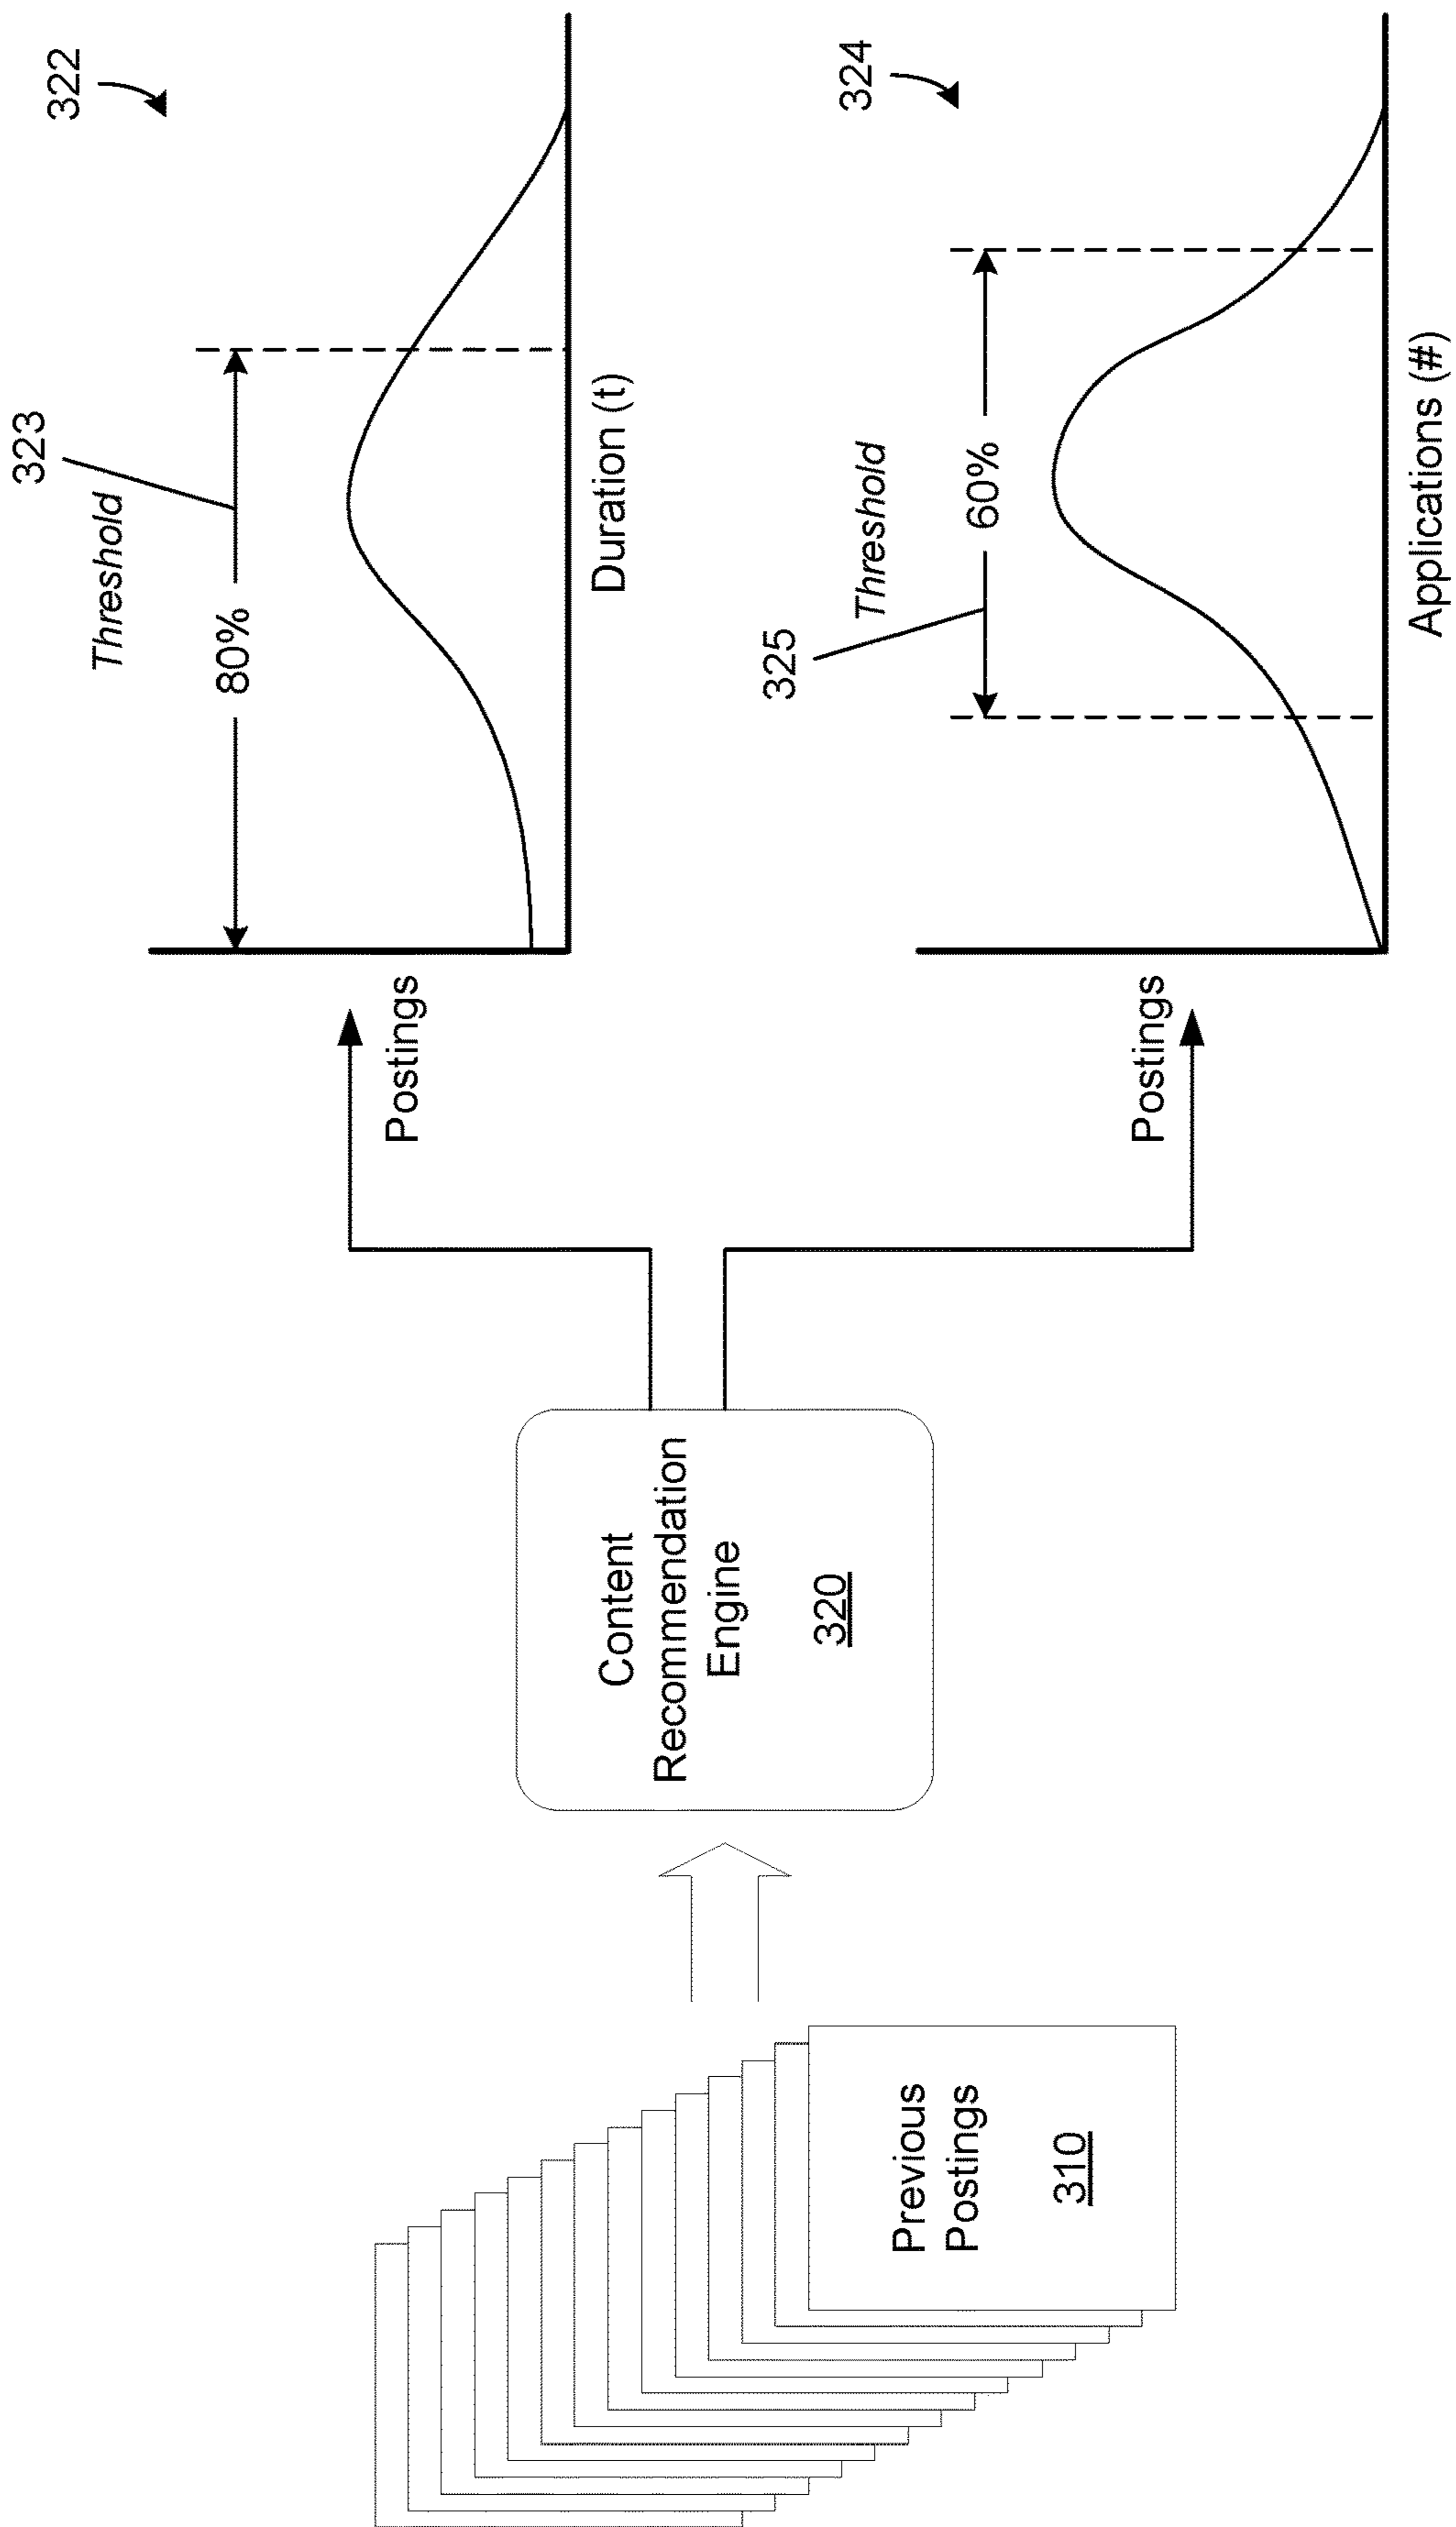 Previous
Postings
310
Content
Recommendation
Engine
320
322
323
Threshold
80%
Postings
Duration (t)
324
325
Threshold
60%
Postings
Applications (#)